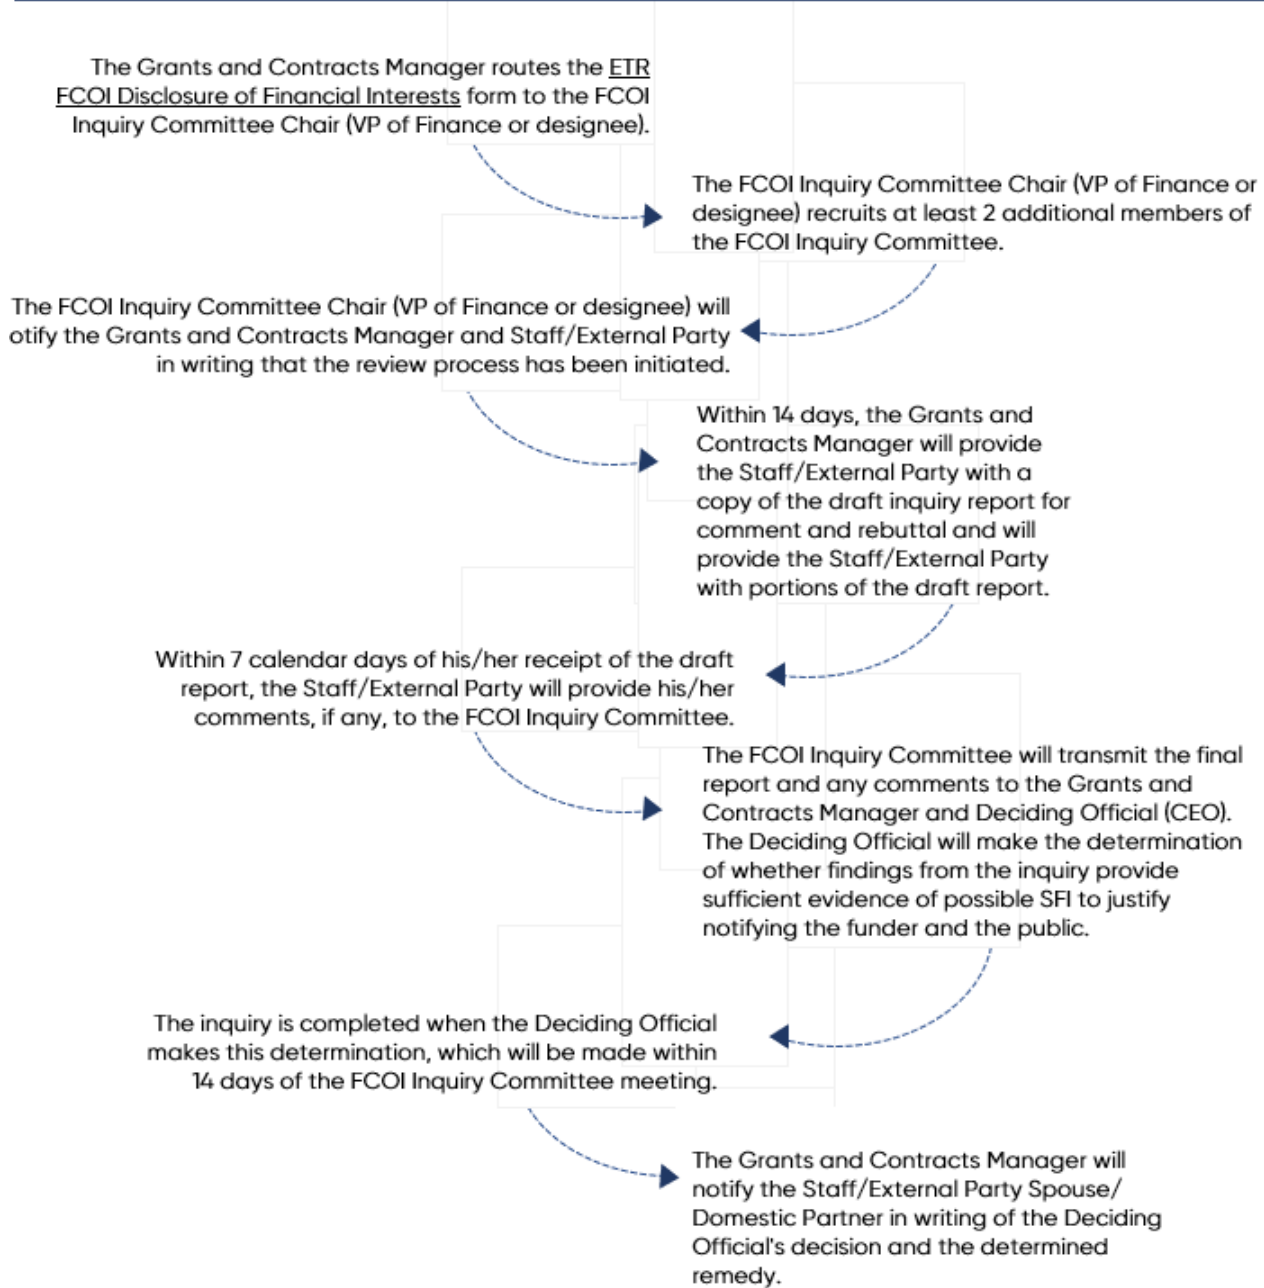 The Grants and Contracts Manager routes the ETR
FCOI Disclosure of Financial Interests form to the FCOI
Inquiry Committee Chair (VP of Finance or designee).
The FCOI Inquiry Committee Chair (VP of Finance or
designee) recruits at least 2 additional members of
the FCOI Inquiry Committee.
The FCOI Inquiry Committee Chair (VP of Finance or designee) will
otify the Grants and Contracts Manager and Staff/External Party
in writing that the review process has been initiated.
Within 14 days, the Grants and
Contracts Manager will provide
the Staff/External Party with a
copy of the draft inquiry report for
comment and rebuttal and will
provide the Staff/External Party
with portions of the draft report.
Within 7 calendar days of his/her receipt of the draft
report, the Staff/External Party will provide his/her
comments, if any, to the FCOI Inquiry Committee.
The FCOI Inquiry Committee will transmit the final
report and any comments to the Grants and
Contracts Manager and Deciding Official (CEO).
The Deciding Official will make the determination
of whether findings from the inquiry provide
sufficient evidence of possible SFI to justify
notifying the funder and the public.
The inquiry is completed when the Deciding Official
makes this determination, which will be made within
14 days of the FCOI Inquiry Committee meeting.
The Grants and Contracts Manager will
notify the Staff/External Party Spouse/
Domestic Partner in writing of the Deciding
Official's decision and the determined
remedy.